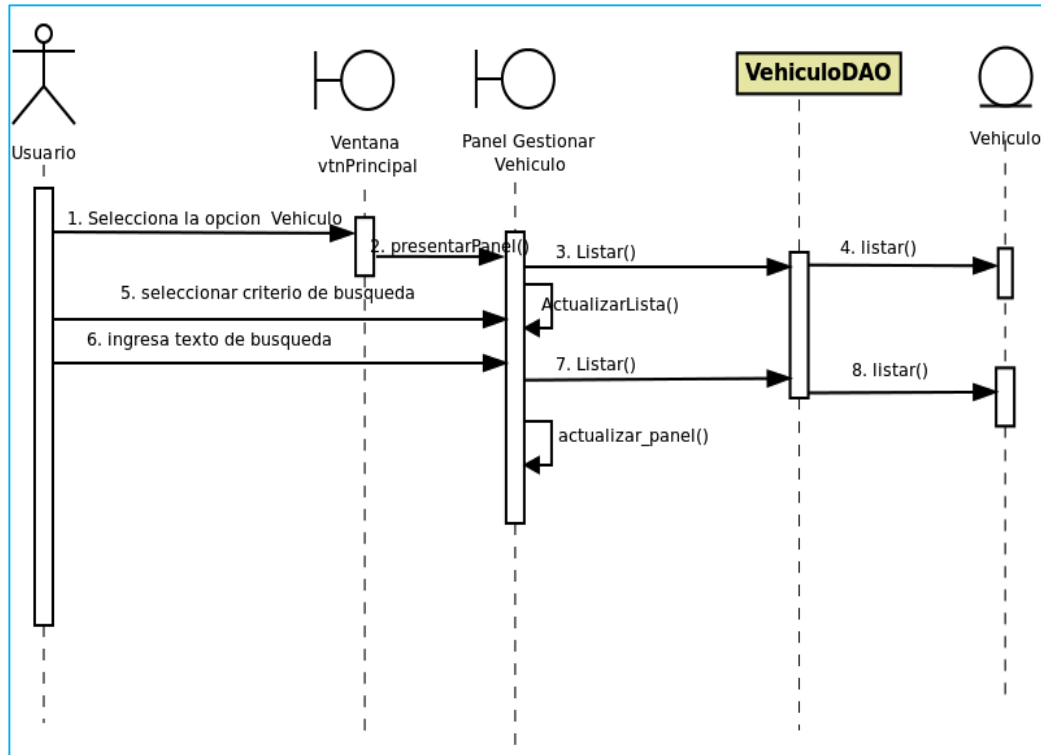 VehiculoDAO
Usuario
Ventana
vtnPrincipal
Panel Gestionar
Vehiculo
Vehiculo
1. Selecciona la opcion Vehiculo
2. presentarPanel()
3. Listar()
4. listar()
5. seleccionar criterio de busqueda
ActualizarLista()
6. ingresa texto de busqueda
7. Listar()
8. listar()
actualizar_panel()